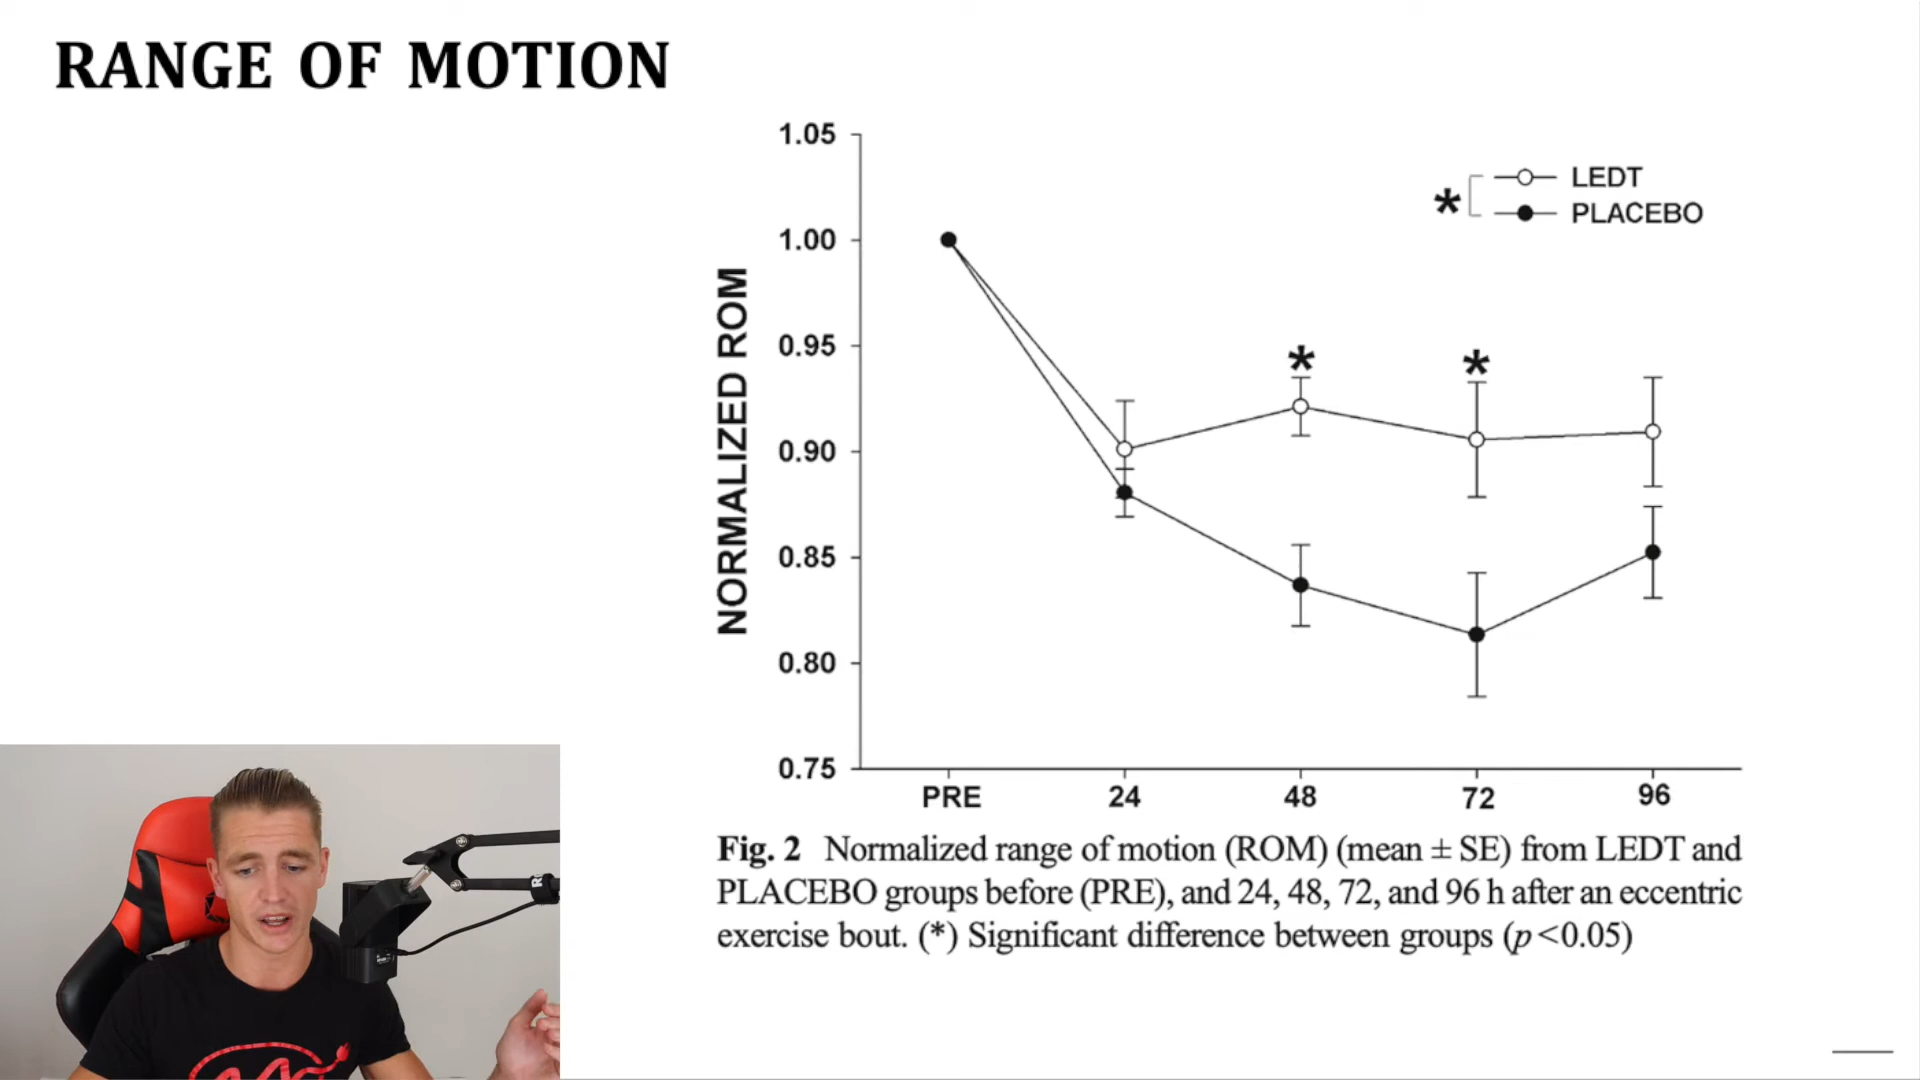 RANGE OF MOTION
1.05
1.00
0.95
0.90
0.85
0.80
0.75
NORMALIZED ROM
* LEDT
PLACEBO
* *
PRE 24 48 72 96
Fig. 2 Normalized range of motion (ROM) (mean ± SE) from LEDT and
PLACEBO groups before (PRE), and 24, 48, 72, and 96 h after an eccentric
exercise bout. (*) Significant difference between groups (p<0.05)